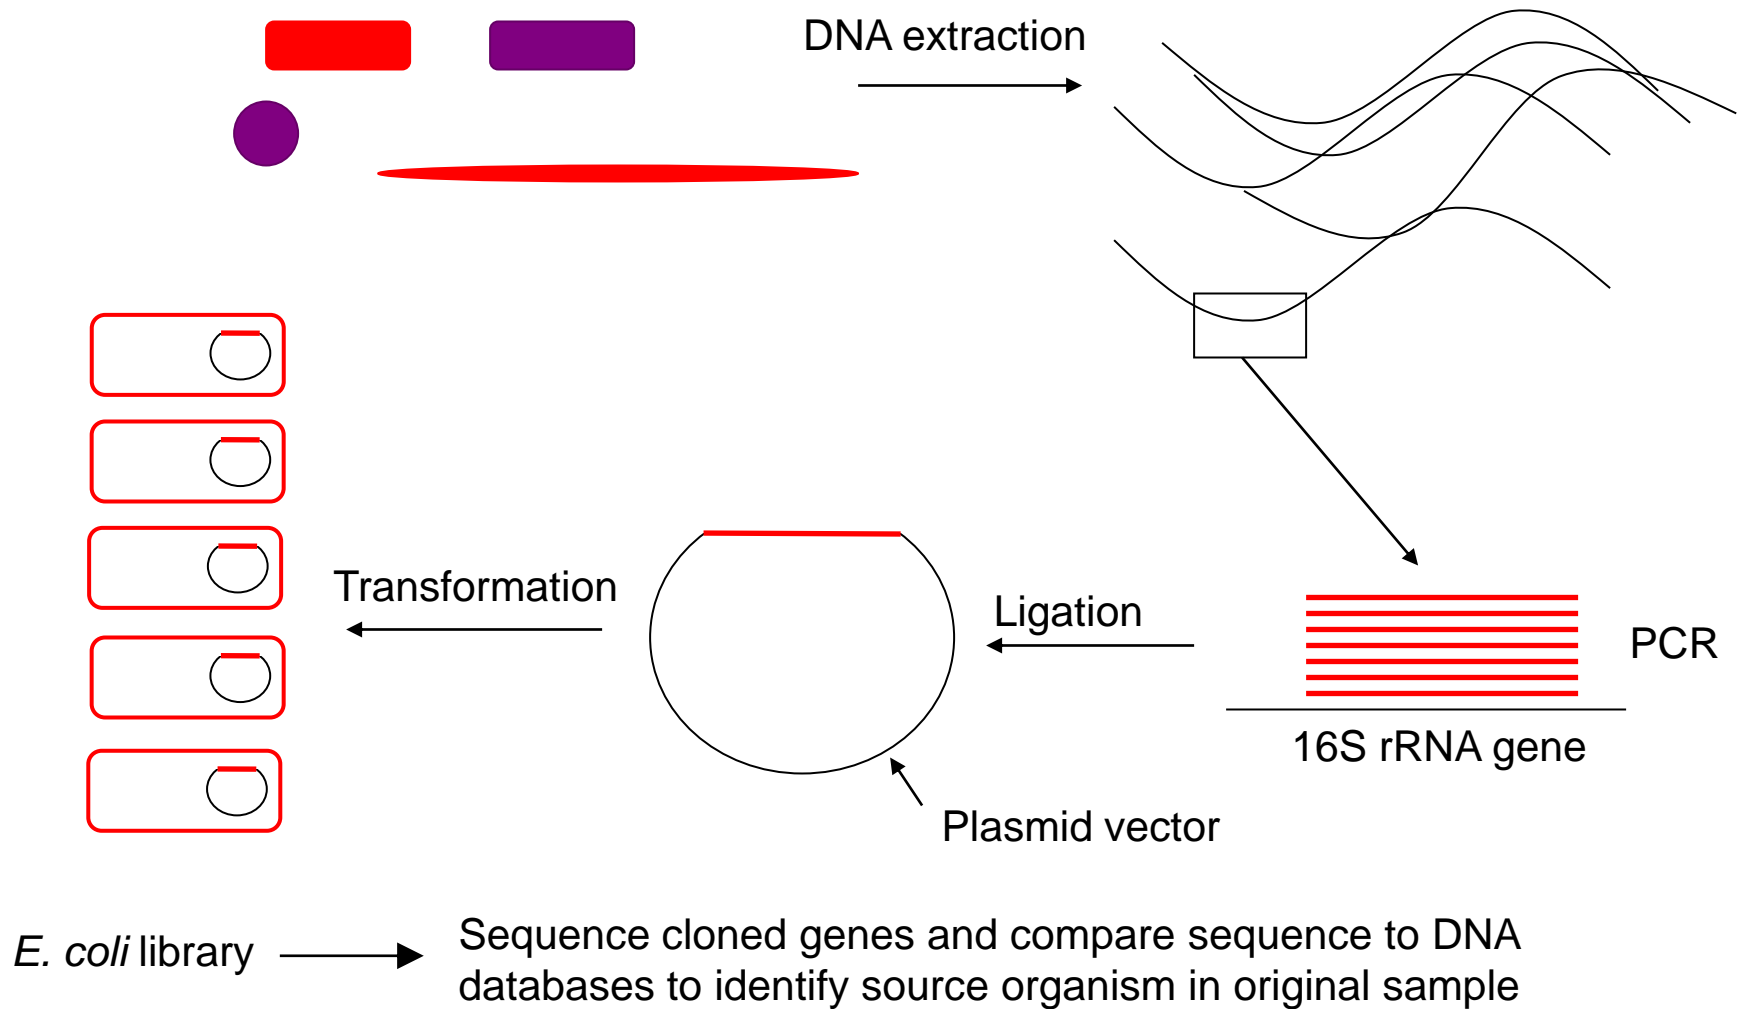 DNA extraction
Transformation
Ligation
PCR
16S rRNA gene
Plasmid vector
E. coli library
Sequence cloned genes and compare sequence to DNA
databases to identify source organism in original sample